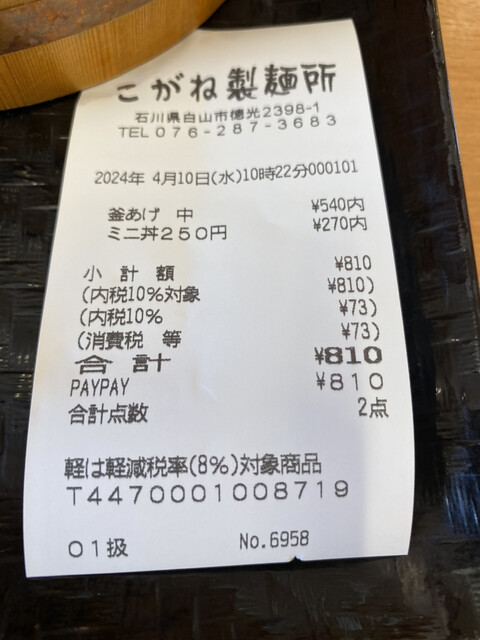 こがね製麺所
石川県白山市徳光2398-1
TEL 076-287-3683
2024年 4月10日(水)10時22分000101
釜あげ 中 ¥540内
ミニ丼250円 ¥270内
小 計 額 ¥810
(内税10%対象 ¥810)
(内税10% ¥73)
(消費税 等 ¥73)
合 計 ¥810
PAYPAY ¥810
合計点数 2点
軽は軽減税率(8%)対象商品
T4470001008719
01扱 No.6958